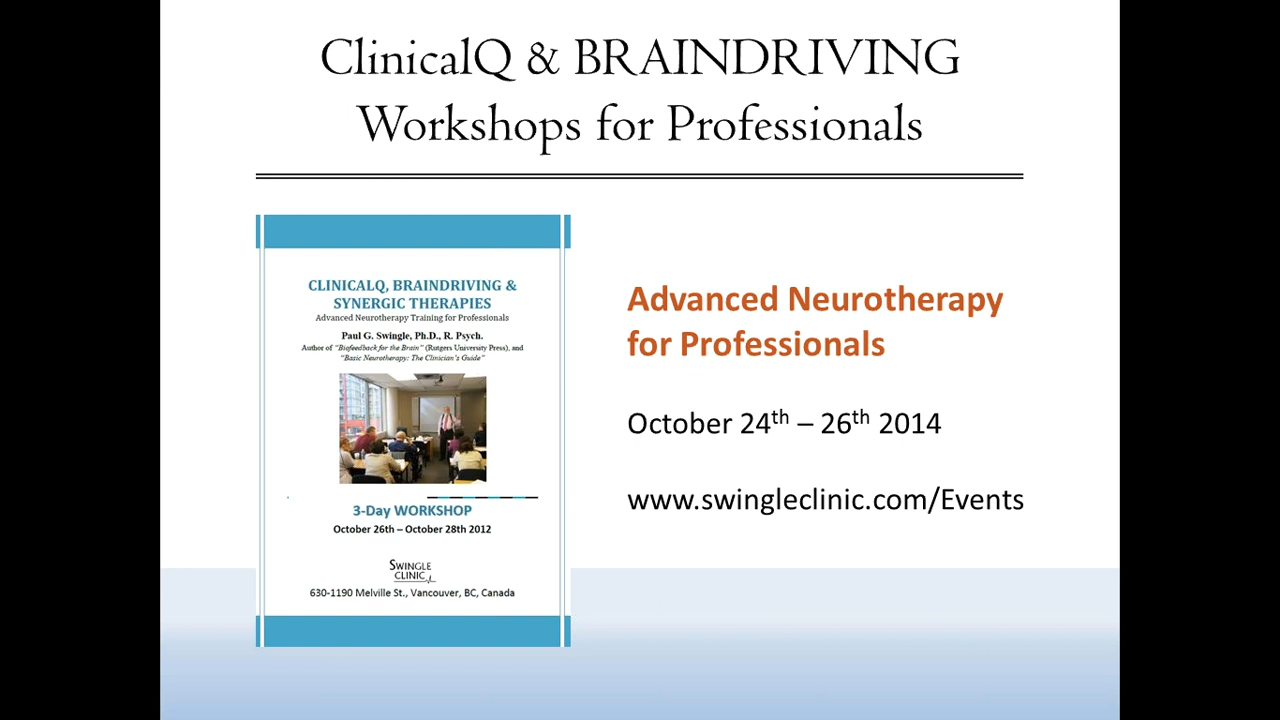 ClinicalQ & BRAINDRIVING
Workshops for Professionals
CLINICALQ, BRAINDRIVING &
SYNERGIC THERAPIES
Advanced Neurotherapy Training for Professionals
Paul G. Swingle, Ph.D., R. Psych.
Author of "Biofeedback for the Brain" (Rutgers University Press), and
"Basic Neurotherapy: The Clinician's Guide"
3-Day WORKSHOP
October 26th – October 28th 2012
SWINGLE
CLINIC
630-1190 Melville St., Vancouver, BC, Canada
Advanced Neurotherapy
for Professionals
October 24th – 26th 2014
www.swingleclinic.com/Events